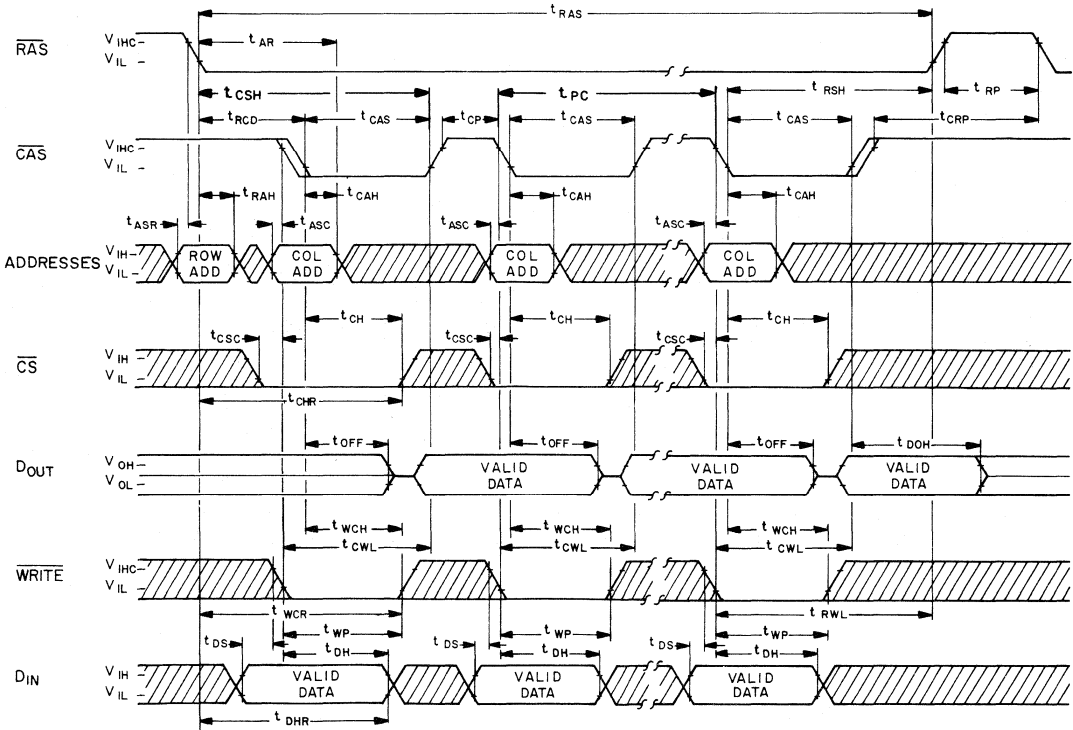 t RAS
RAS V IHC V IL t AR
t CSH t PC t RSH t RP
t RCD t CAS t CP t CAS t CAS t CRP
CAS V IHC V IL
t RAH t CAH t CAH t CAH
t ASR t ASC t ASC t ASC
ADDRESSES V IH V IL ROW ADD COL ADD COL ADD COL ADD
t CH t CH t CH
t CSC t CSC t CSC
CS V IH V IL
t CHR
t OFF t OFF t OFF t DOH
D OUT V OH V OL VALID DATA VALID DATA VALID DATA
t WCH t WCH t WCH
t CWL t CWL t CWL
WRITE V IHC V IL
t WCR t RWL
t WP t WP t WP
t DS t DS t DS
t DH t DH t DH
D IN V IH V IL VALID DATA VALID DATA VALID DATA
t DHR